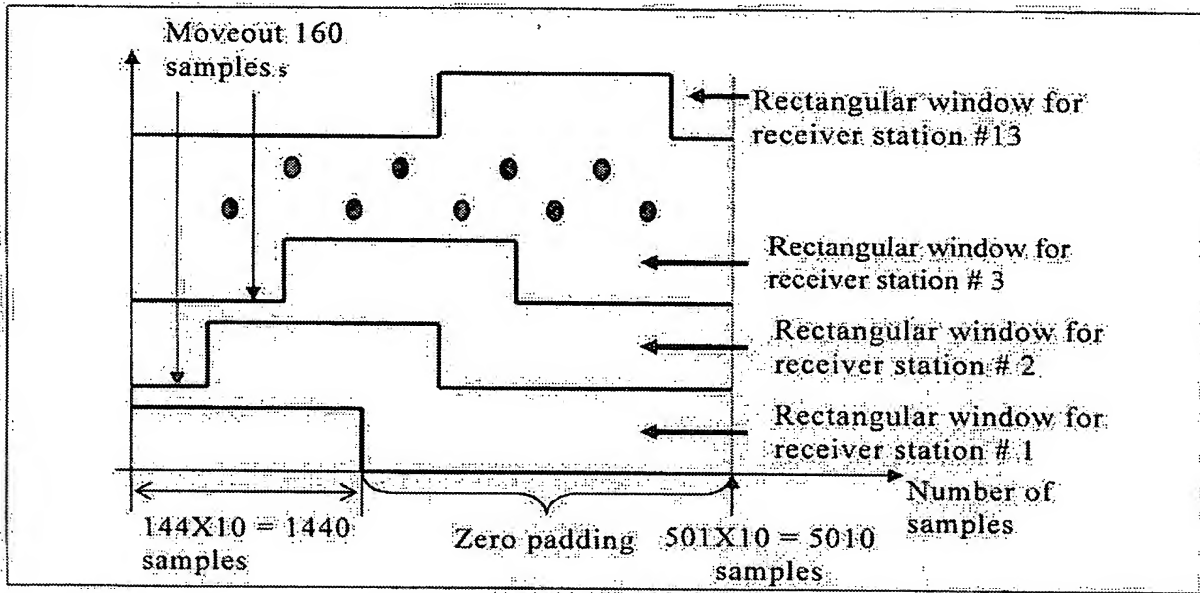 Moveout 160
samples s
Rectangular window for
receiver station #13
Rectangular window for
receiver station # 3
Rectangular window for
receiver station # 2
Rectangular window for
receiver station # 1
Number of
samples
144X10 = 1440
samples
Zero padding
501X10 = 5010
samples